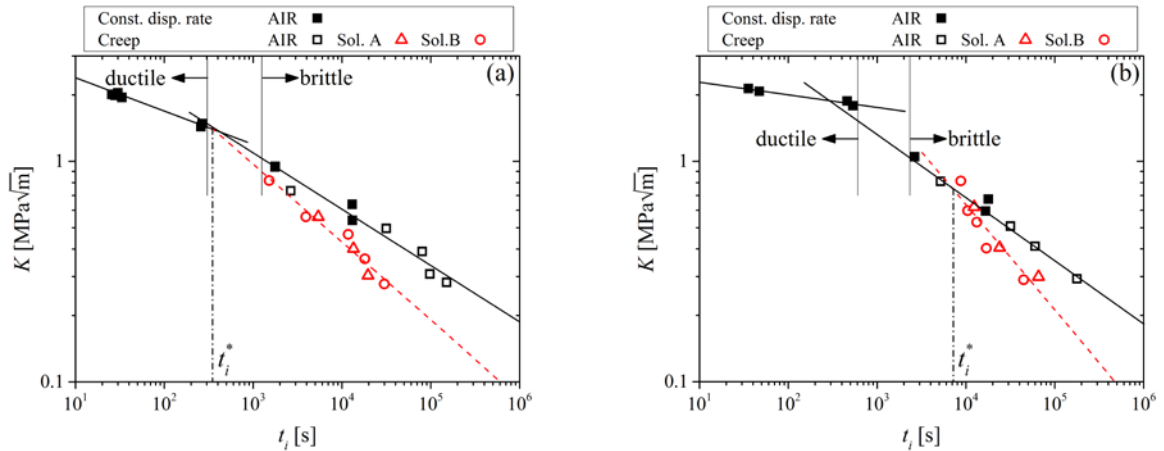 Const. disp. rate AIR
Creep AIR Sol. A Sol.B
(a)
ductile brittle
K [MPa√m]
1
0.1
t_i^*
10^1 10^2 10^3 10^4 10^5 10^6
t_i [s]
Const. disp. rate AIR
Creep AIR Sol. A Sol.B
(b)
ductile brittle
K [MPa√m]
1
0.1
t_i^*
10^1 10^2 10^3 10^4 10^5 10^6
t_i [s]